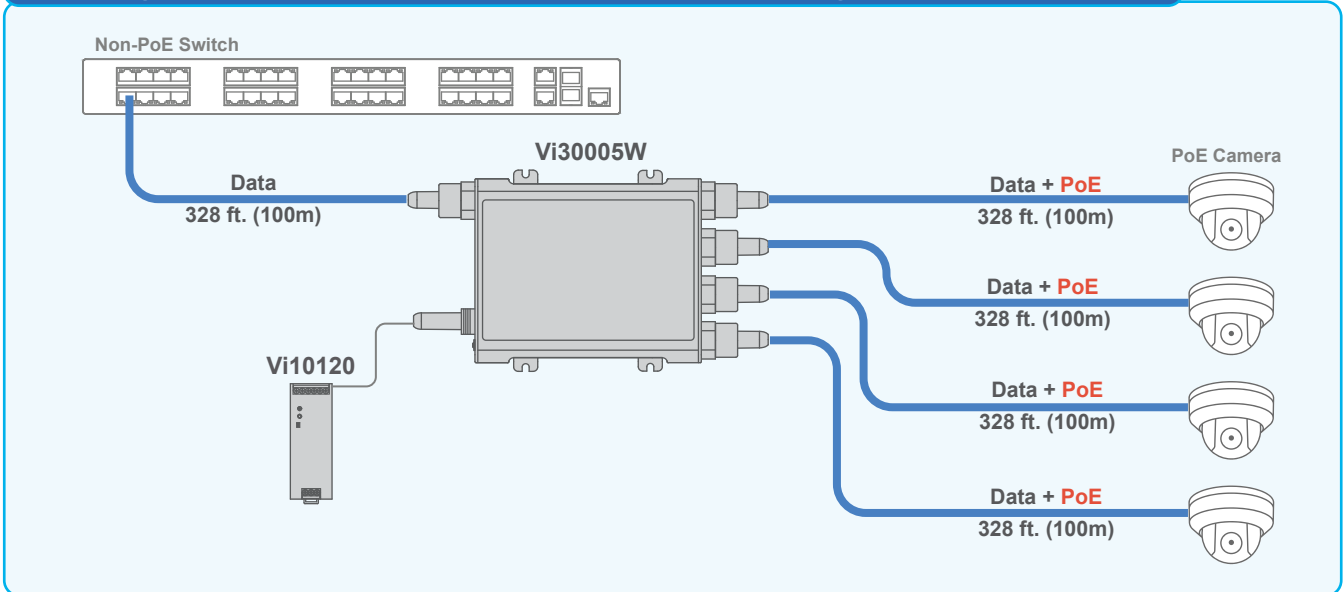 Non-PoE Switch
Vi30005W
PoE Camera
Data
328 ft. (100m)
Data + PoE
328 ft. (100m)
Data + PoE
328 ft. (100m)
Vi10120
Data + PoE
328 ft. (100m)
Data + PoE
328 ft. (100m)